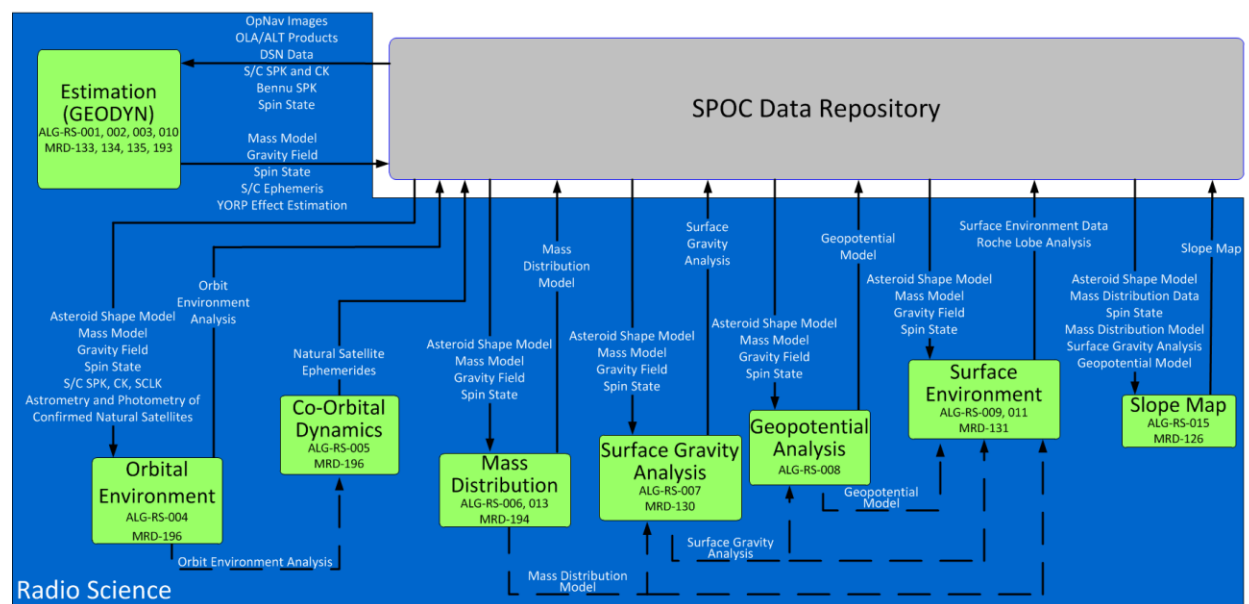 OpNav Images
OLA/ALT Products
DSN Data
S/C SPK and CK
Bennu SPK
Spin State
Estimation
(GEODYN)
ALG-RS-001, 002, 003, 010
MRD-133, 134, 135, 193
Mass Model
Gravity Field
Spin State
S/C Ephemeris
YORP Effect Estimation
SPOC Data Repository
Asteroid Shape Model
Mass Model
Gravity Field
Spin State
S/C SPK, CK, SCLK
Astrometry and Photometry of
Confirmed Natural Satellites
Orbit
Environment
Analysis
Orbital
Environment
ALG-RS-004
MRD-196
Orbit Environment Analysis
Natural Satellite
Ephemerides
Co-Orbital
Dynamics
ALG-RS-005
MRD-196
Asteroid Shape Model
Mass Model
Gravity Field
Spin State
Mass
Distribution
Model
Mass
Distribution
ALG-RS-006, 013
MRD-194
Mass Distribution
Model
Asteroid Shape Model
Mass Model
Gravity Field
Spin State
Surface
Gravity
Analysis
Surface Gravity
Analysis
ALG-RS-007
MRD-130
Surface Gravity
Analysis
Asteroid Shape Model
Mass Model
Gravity Field
Spin State
Geopotential
Model
Geopotential
Analysis
ALG-RS-008
Geopotential
Model
Asteroid Shape Model
Mass Model
Gravity Field
Spin State
Surface Environment Data
Roche Lobe Analysis
Surface
Environment
ALG-RS-009, 011
MRD-131
Asteroid Shape Model
Mass Distribution Data
Spin State
Mass Distribution Model
Surface Gravity Analysis
Geopotential Model
Slope Map
Slope Map
ALG-RS-015
MRD-126
Radio Science